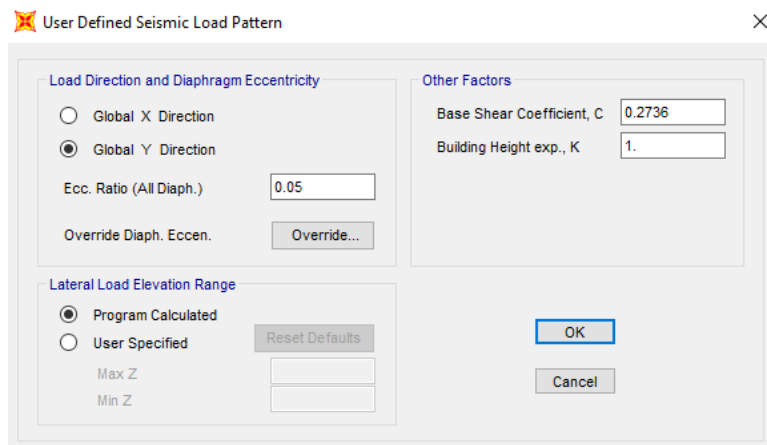 User Defined Seismic Load Pattern
Load Direction and Diaphragm Eccentricity
Global X Direction
Global Y Direction
Ecc. Ratio (All Diaph.) 0.05
Override Diaph. Eccen. Override...
Other Factors
Base Shear Coefficient, C 0.2736
Building Height exp., K 1.
Lateral Load Elevation Range
Program Calculated
User Specified Reset Defaults
Max Z
Min Z
OK
Cancel